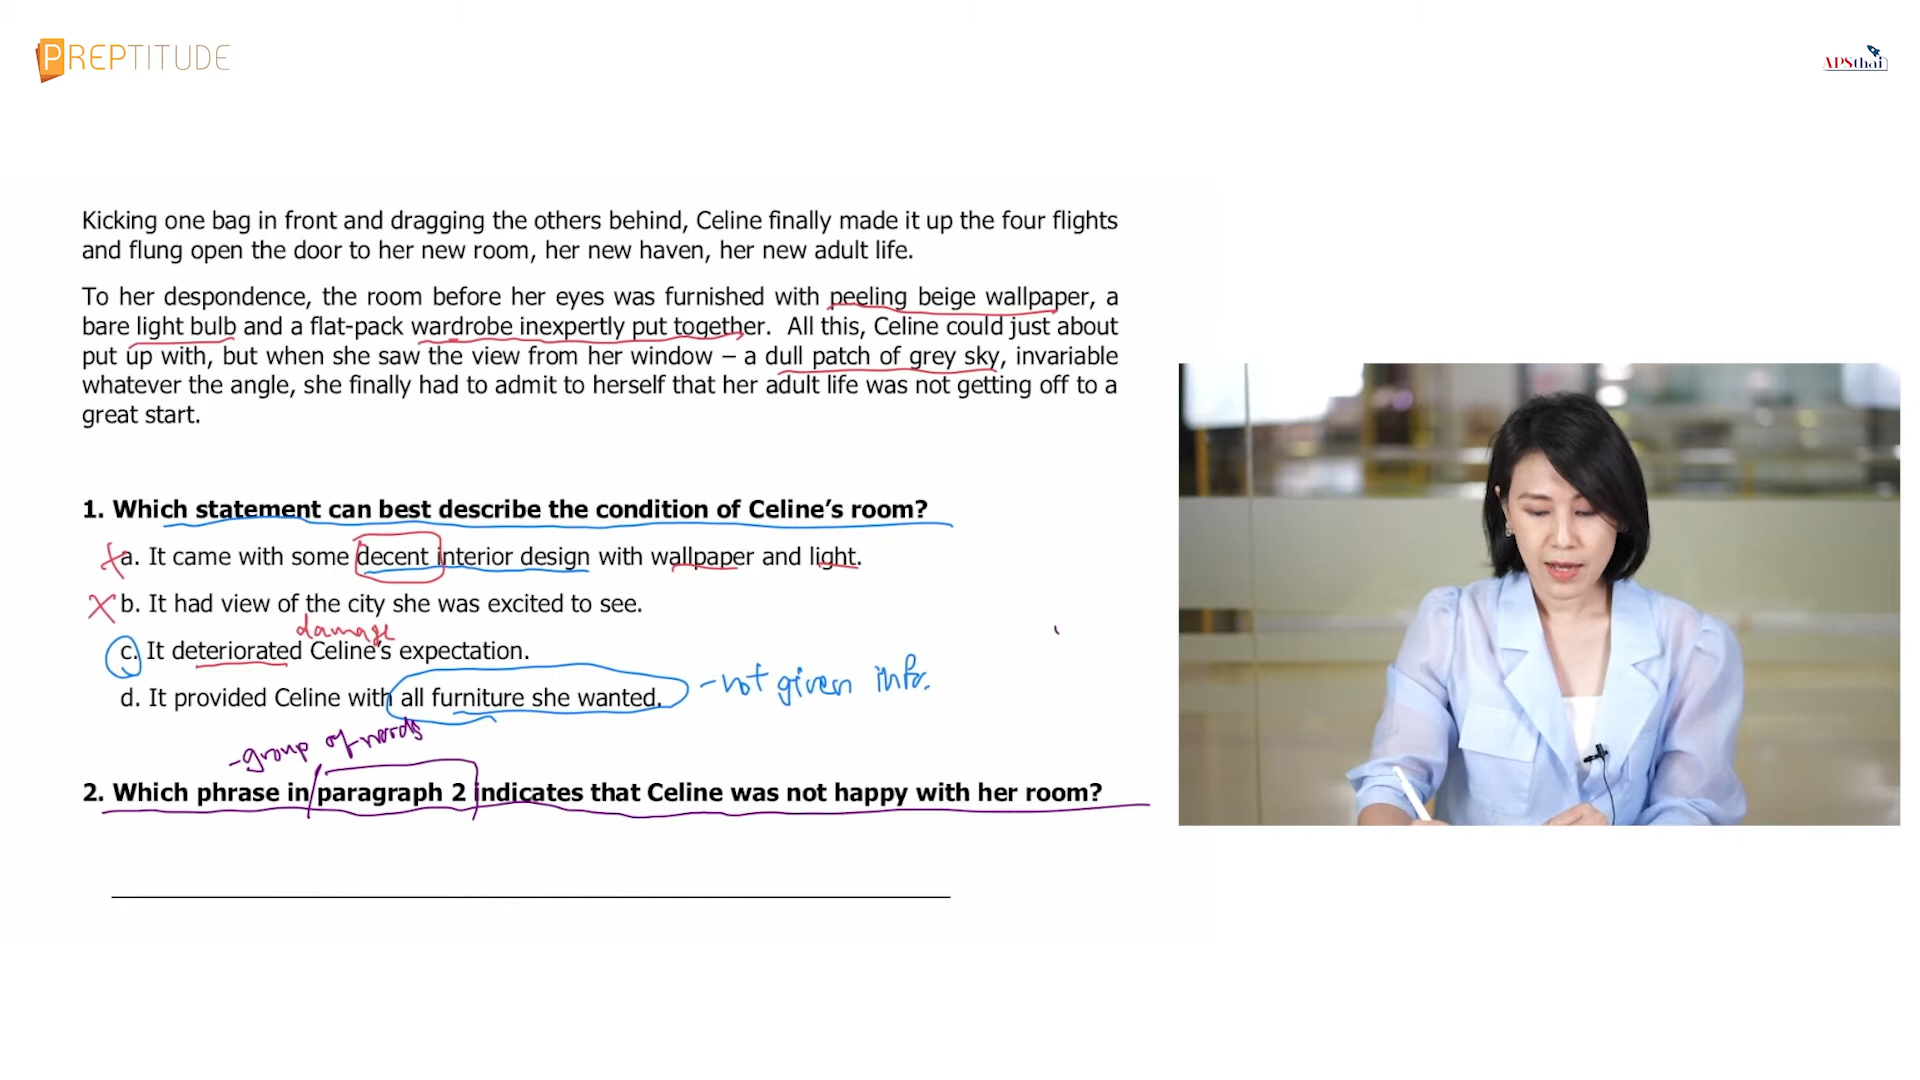 PREPTITUDE
APSthai
Kicking one bag in front and dragging the others behind, Celine finally made it up the four flights
and flung open the door to her new room, her new haven, her new adult life.
To her despondence, the room before her eyes was furnished with peeling beige wallpaper, a
bare light bulb and a flat-pack wardrobe inexpertly put together. All this, Celine could just about
put up with, but when she saw the view from her window – a dull patch of grey sky, invariable
whatever the angle, she finally had to admit to herself that her adult life was not getting off to a
great start.
1. Which statement can best describe the condition of Celine's room?
a. It came with some decent interior design with wallpaper and light.
b. It had view of the city she was excited to see.
damage
c. It deteriorated Celine's expectation.
d. It provided Celine with all furniture she wanted.
-not given info.
-group of words
2. Which phrase in paragraph 2 indicates that Celine was not happy with her room?